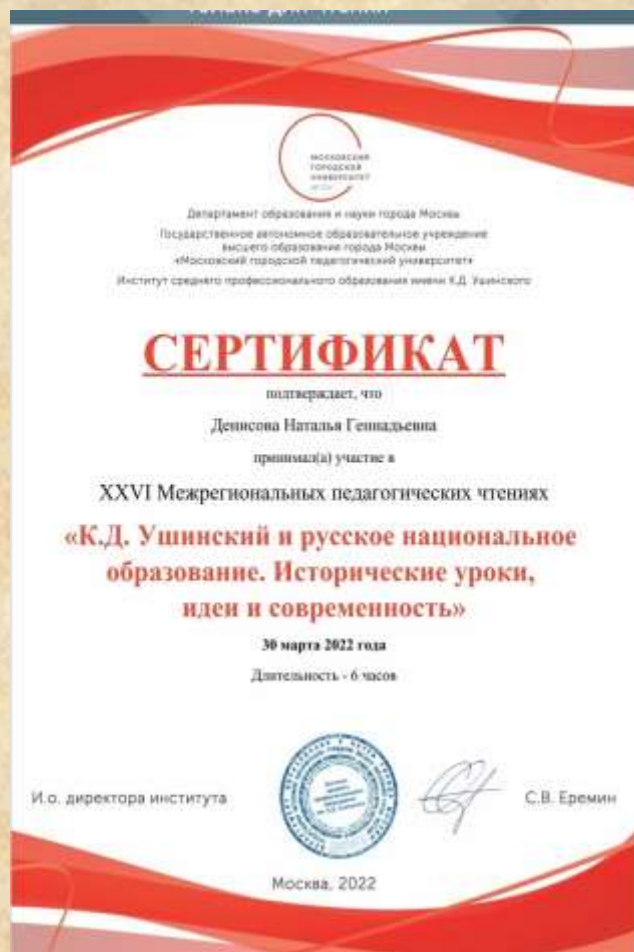 МОСКОВСКИЙ
ГОРОДСКОЙ
УНИВЕРСИТЕТ
МГПУ
Департамент образования и науки города Москвы
Государственное автономное образовательное учреждение
высшего образования города Москвы
«Московский городской педагогический университет»
Институт среднего профессионального образования имени К.Д. Ушинского
СЕРТИФИКАТ
подтверждает, что
Денисова Наталья Геннадьевна
принимал(а) участие в
XXVI Межрегиональных педагогических чтениях
«К.Д. Ушинский и русское национальное
образование. Исторические уроки,
идеи и современность»
30 марта 2022 года
Длительность - 6 часов
И.о. директора института
С.В. Еремин
Москва, 2022